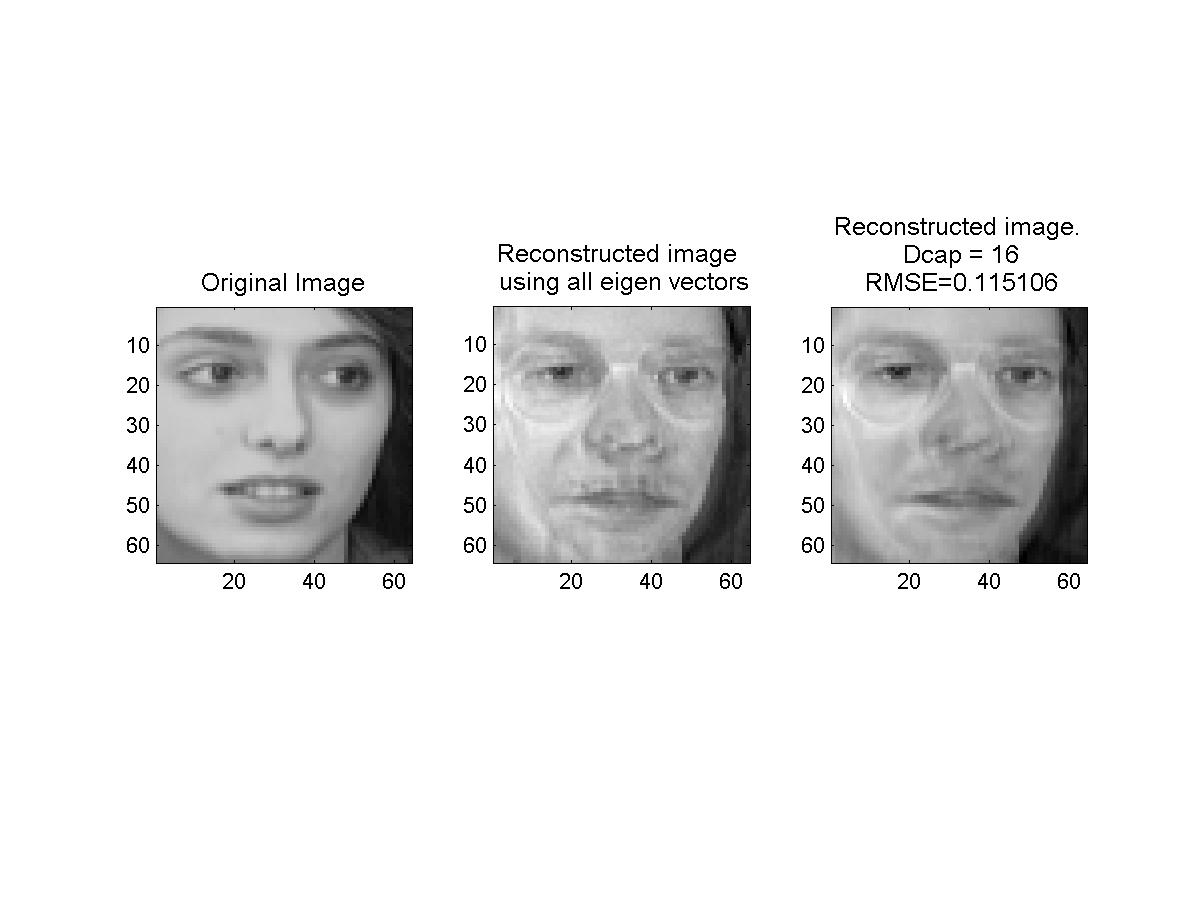 Original Image
10
20
30
40
50
60
20 40 60
Reconstructed image
using all eigen vectors
10
20
30
40
50
60
20 40 60
Reconstructed image.
Dcap = 16
RMSE=0.115106
10
20
30
40
50
60
20 40 60